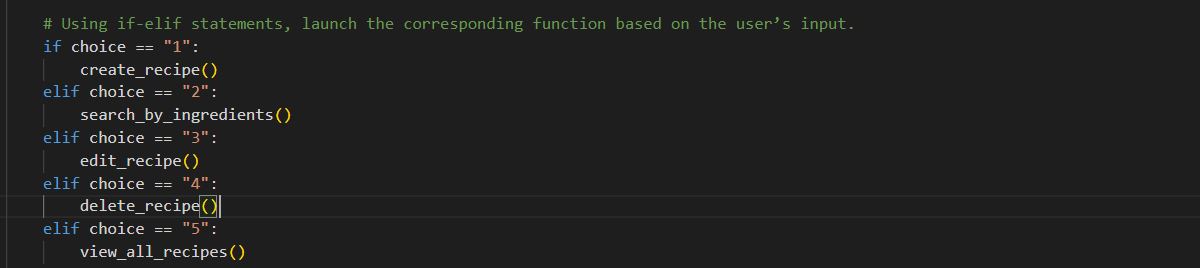 # Using if-elif statements, launch the corresponding function based on the user’s input.
if choice == "1":
create_recipe()
elif choice == "2":
search_by_ingredients()
elif choice == "3":
edit_recipe()
elif choice == "4":
delete_recipe()
elif choice == "5":
view_all_recipes()